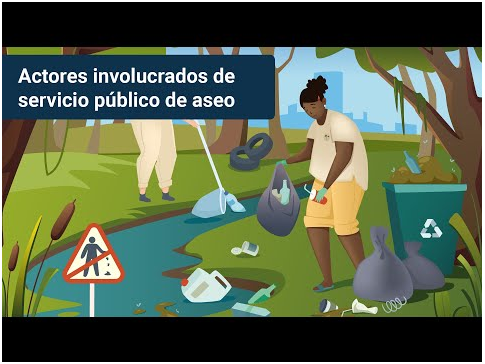 Actores involucrados de
servicio público de aseo